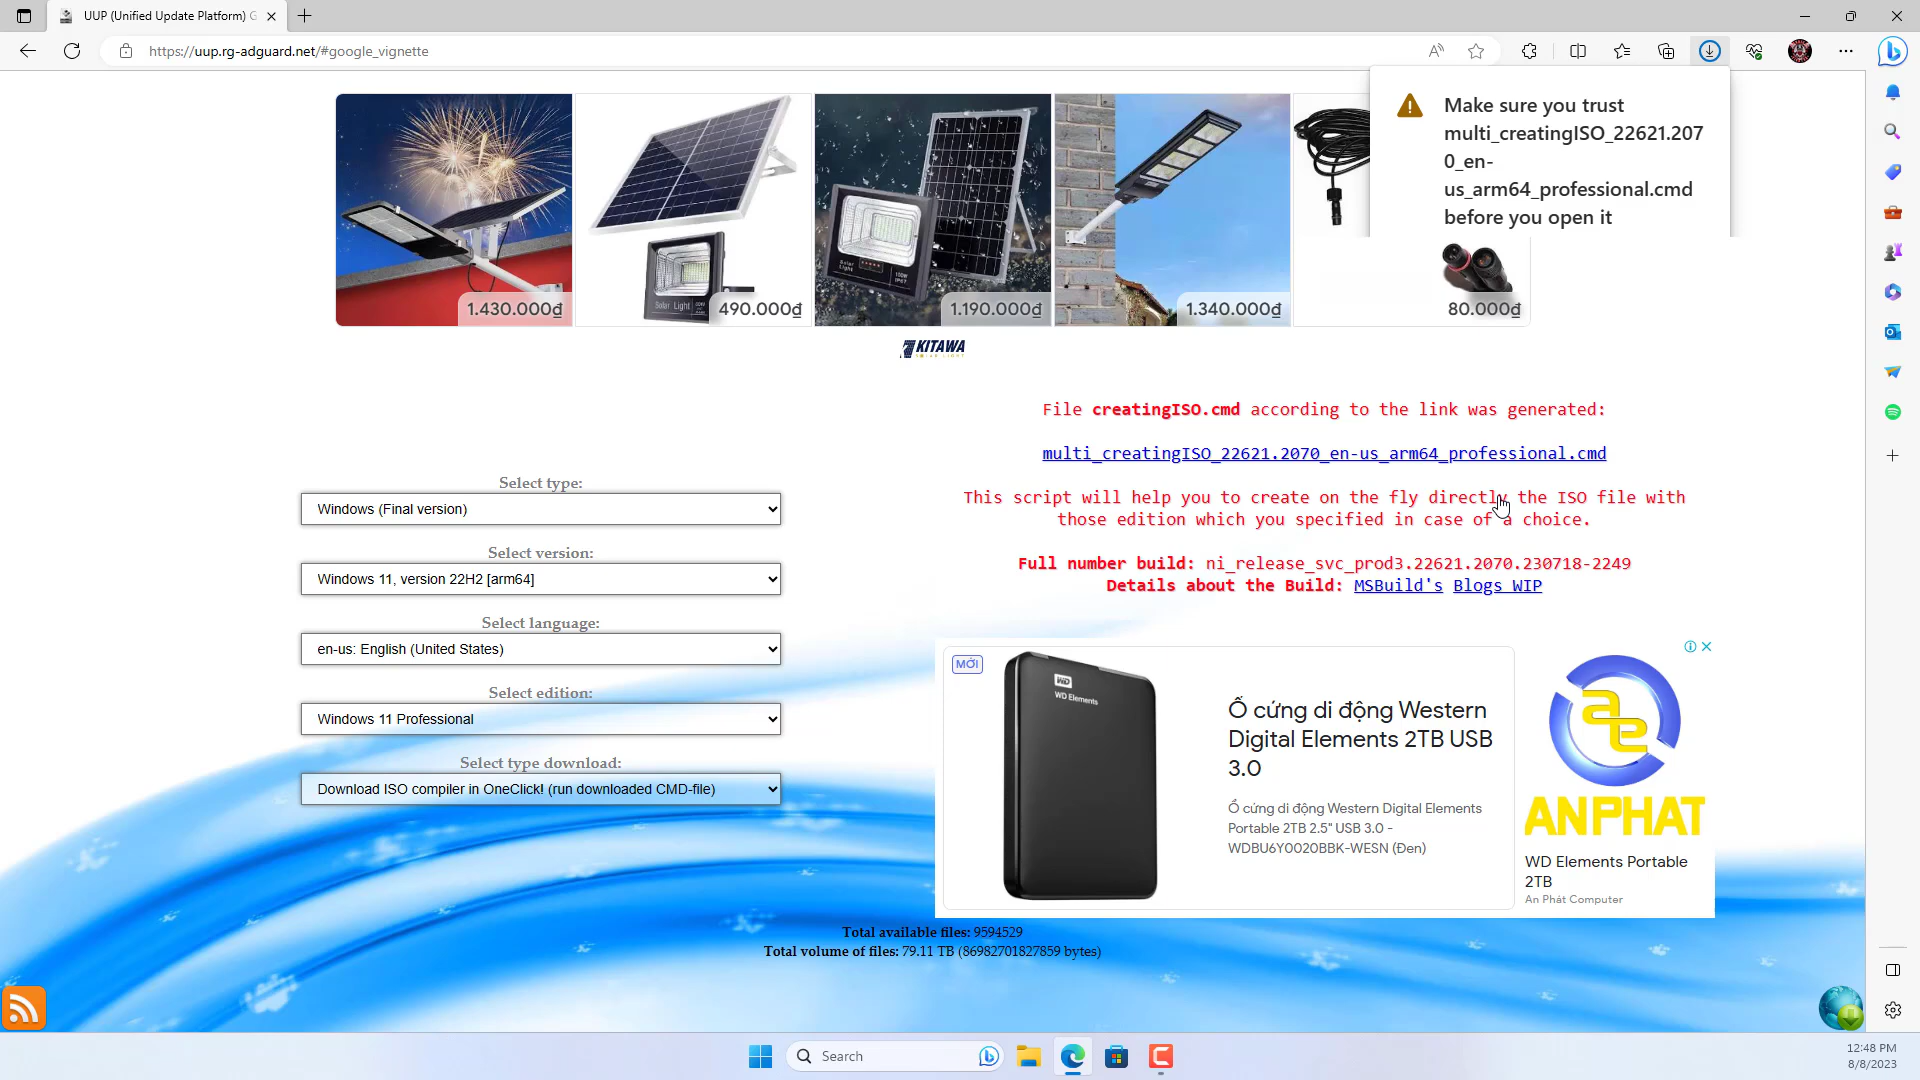 UUP (Unified Update Platform) G
https://uup.rg-adguard.net/#google_vignette
Make sure you trust
multi_creatingISO_22621.207
0_en-
us_arm64_professional.cmd
before you open it
1.430.000₫
490.000₫
1.190.000₫
1.340.000₫
80.000₫
KITAWA
SOLAR LIGHT
File creatingISO.cmd according to the link was generated:
multi_creatingISO_22621.2070_en-us_arm64_professional.cmd
This script will help you to create on the fly directly the ISO file with
those edition which you specified in case of a choice.
Full number build: ni_release_svc_prod3.22621.2070.230718-2249
Details about the Build: MSBuild's Blogs WIP
Select type:
Windows (Final version)
Select version:
Windows 11, version 22H2 [arm64]
Select language:
en-us: English (United States)
Select edition:
Windows 11 Professional
Select type download:
Download ISO compiler in OneClick! (run downloaded CMD-file)
MỚI
WD
WD Elements
Ổ cứng di động Western
Digital Elements 2TB USB
3.0
Ổ cứng di động Western Digital Elements
Portable 2TB 2.5" USB 3.0 -
WDBU6Y0020BBK-WESN (Đen)
ANPHAT
WD Elements Portable
2TB
An Phát Computer
Total available files: 9594529
Total volume of files: 79.11 TB (86982701827859 bytes)
Search
12:48 PM
8/8/2023